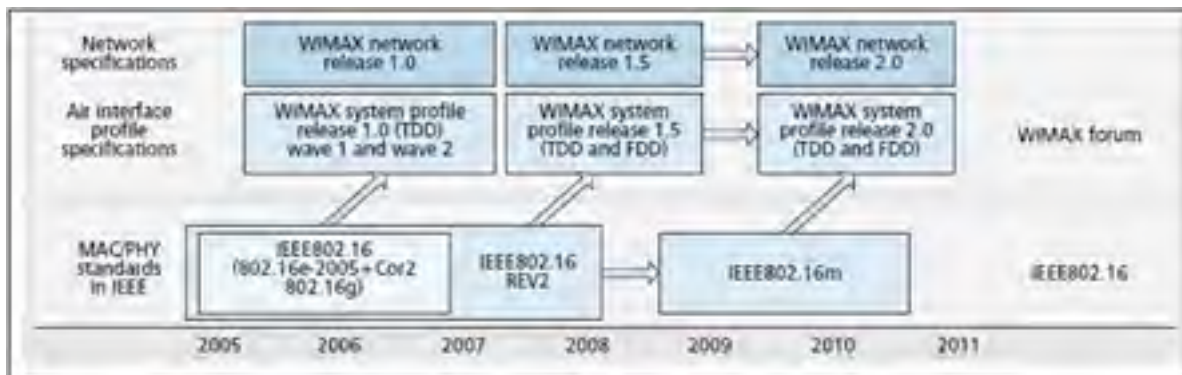 Network
specifications
WiMAX network
release 1.0
WiMAX network
release 1.5
WiMAX network
release 2.0
Air interface
profile
specifications
WiMAX system profile
release 1.0 (TDD)
wave 1 and wave 2
WiMAX system
profile release 1.5
(TDD and FDD)
WiMAX system
profile release 2.0
(TDD and FDD)
WiMAX forum
MAC/PHY
standards
in IEEE
IEEE802.16
(802.16e-2005+Cor2
802.16g)
IEEE802.16
REV2
IEEE802.16m
IEEE802.16
2005 2006 2007 2008 2009 2010 2011